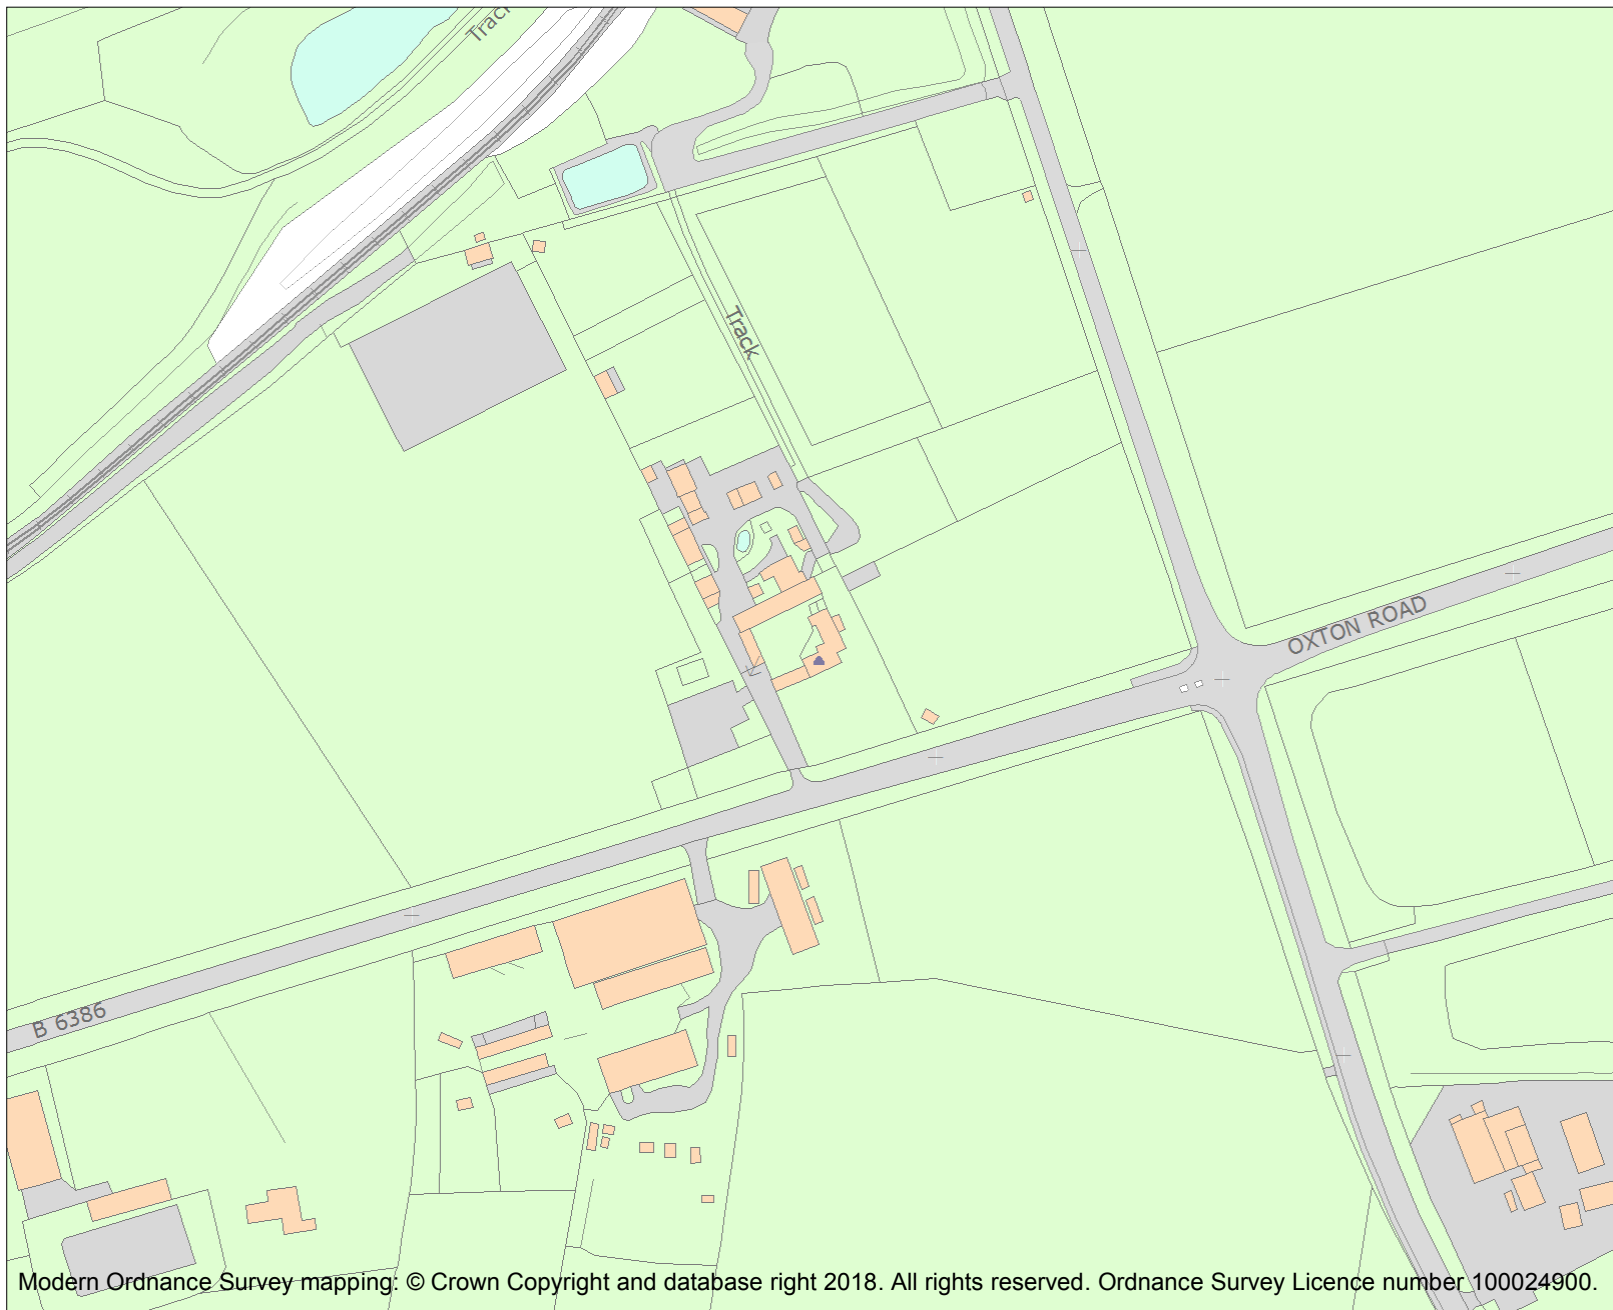 Track
Track
OXTON ROAD
B 6386
Modern Ordnance Survey mapping: © Crown Copyright and database right 2018. All rights reserved. Ordnance Survey Licence number 100024900.